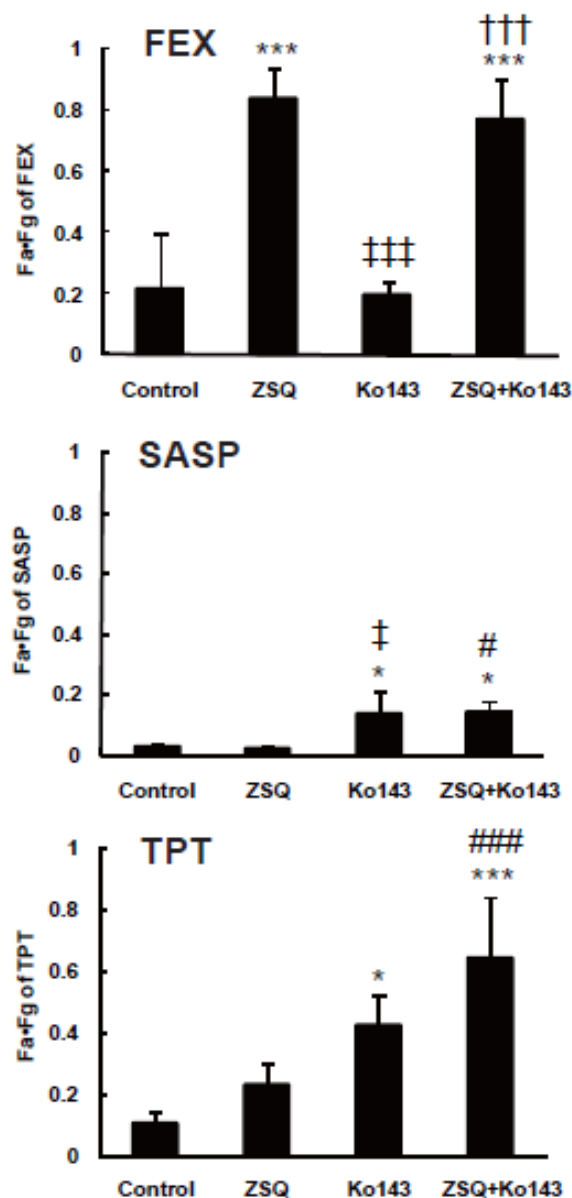 FEX
†††
*** ***
‡‡‡
Fa•Fg of FEX
1
0.8
0.6
0.4
0.2
0
Control ZSQ Ko143 ZSQ+Ko143
SASP
‡ #
* *
Fa•Fg of SASP
1
0.8
0.6
0.4
0.2
0
Control ZSQ Ko143 ZSQ+Ko143
TPT
###
***
*
Fa•Fg of TPT
1
0.8
0.6
0.4
0.2
0
Control ZSQ Ko143 ZSQ+Ko143